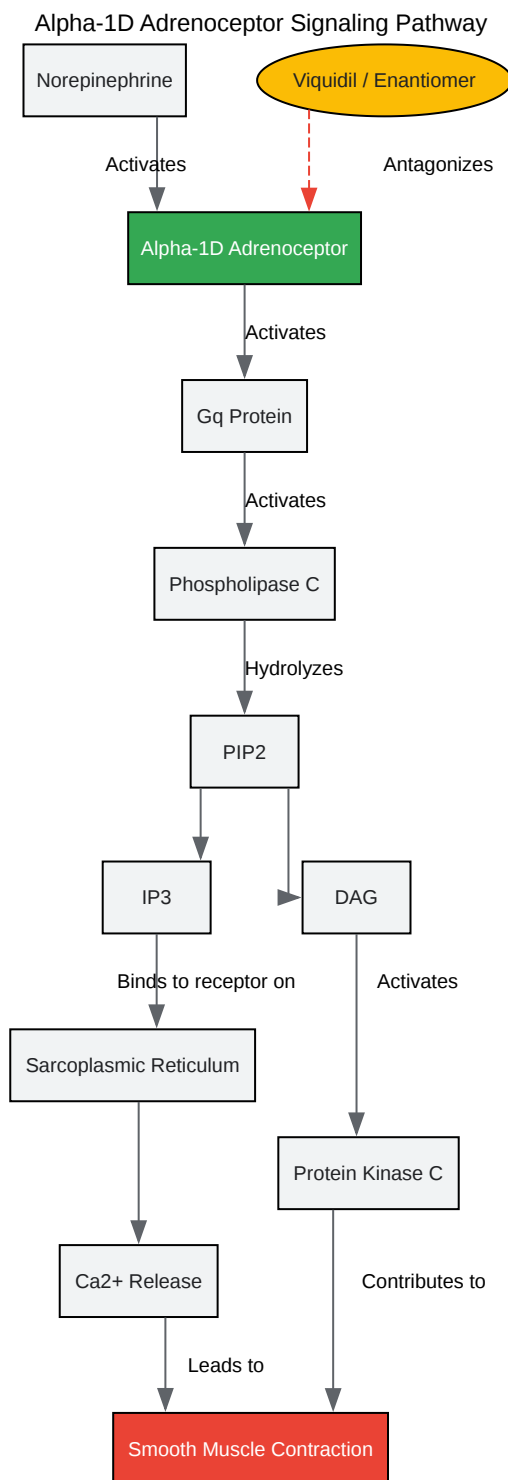 Alpha-1D Adrenoceptor Signaling Pathway
Norepinephrine
Viquidil / Enantiomer
Activates
Antagonizes
Alpha-1D Adrenoceptor
Activates
Gq Protein
Activates
Phospholipase C
Hydrolyzes
PIP2
IP3
DAG
Binds to receptor on
Activates
Sarcoplasmic Reticulum
Protein Kinase C
Ca2+ Release
Contributes to
Leads to
Smooth Muscle Contraction